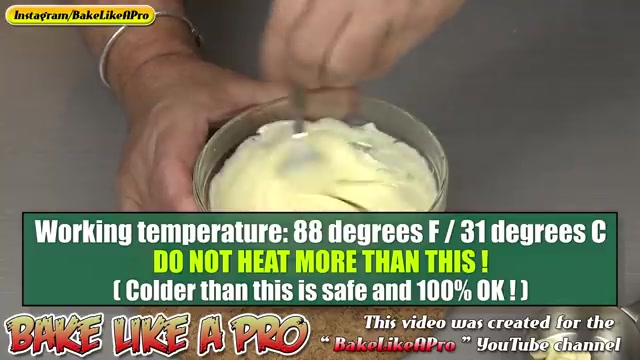 Instagram/BakeLikeAPro
Working temperature: 88 degrees F / 31 degrees C
DO NOT HEAT MORE THAN THIS !
( Colder than this is safe and 100% OK ! )
BAKE LIKE A PRO
This video was created for the
" BakeLikeAPro " YouTube channel